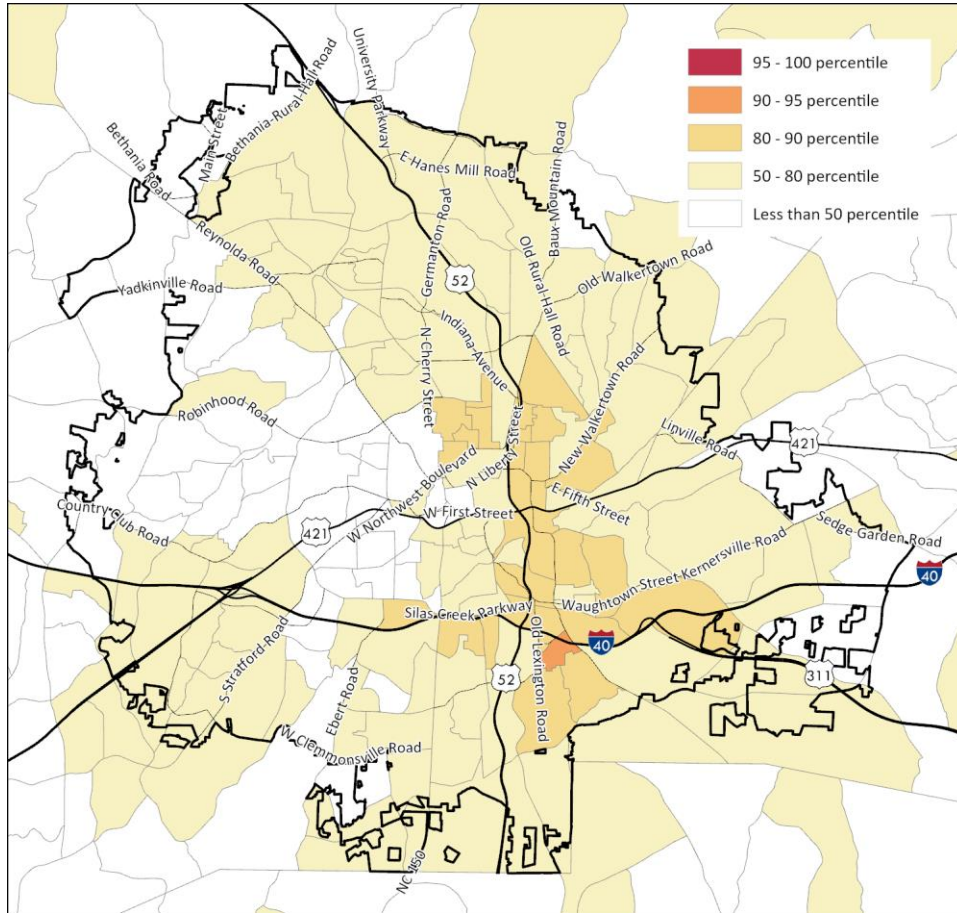 95 - 100 percentile
90 - 95 percentile
80 - 90 percentile
50 - 80 percentile
Less than 50 percentile
University Parkway
Bethania-Rural-Hall-Road
Main-Street
Bethania-Road
E-Hanes Mill Road
Baux-Mountain-Road
Germanton-Road
Old-Rural-Hall-Road
Reynolda-Road
Old-Walkertown-Road
Yadkinville-Road
52
Indiana-Avenue
N-Cherry-Street
New-Walkertown-Road
Robinhood-Road
Linville-Road
421
N-Liberty-Street
W-Northwest-Boulevard
E-Fifth-Street
W-First-Street
Country-Club-Road
421
Sedge-Garden-Road
Waughtown-Street-Kernersville-Road
40
Silas-Creek-Parkway
40
Old-Lexington-Road
S-Stratford-Road
Ebert-Road
52
311
W-Clemmonsville-Road
NC 150